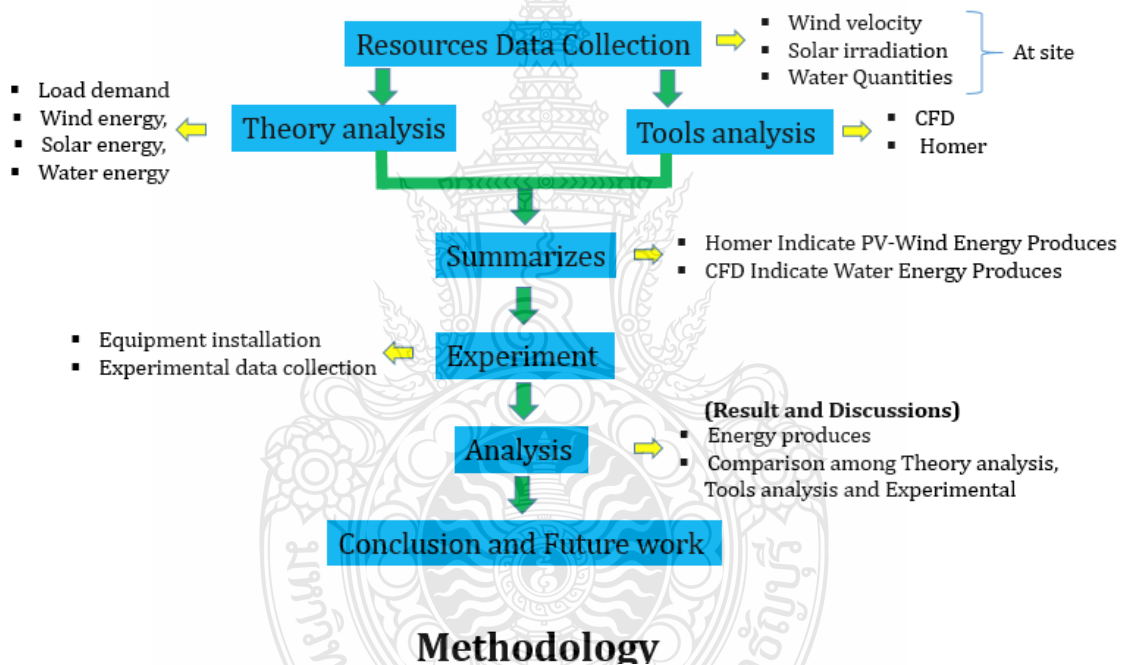 Resources Data Collection
▪ Wind velocity
▪ Solar irradiation
▪ Water Quantities
At site
▪ Load demand
▪ Wind energy,
▪ Solar energy,
▪ Water energy
Theory analysis
Tools analysis
▪ CFD
▪ Homer
Summarizes
▪ Homer Indicate PV-Wind Energy Produces
▪ CFD Indicate Water Energy Produces
▪ Equipment installation
▪ Experimental data collection
Experiment
Analysis
(Result and Discussions)
▪ Energy produces
▪ Comparison among Theory analysis,
Tools analysis and Experimental
Conclusion and Future work
Methodology